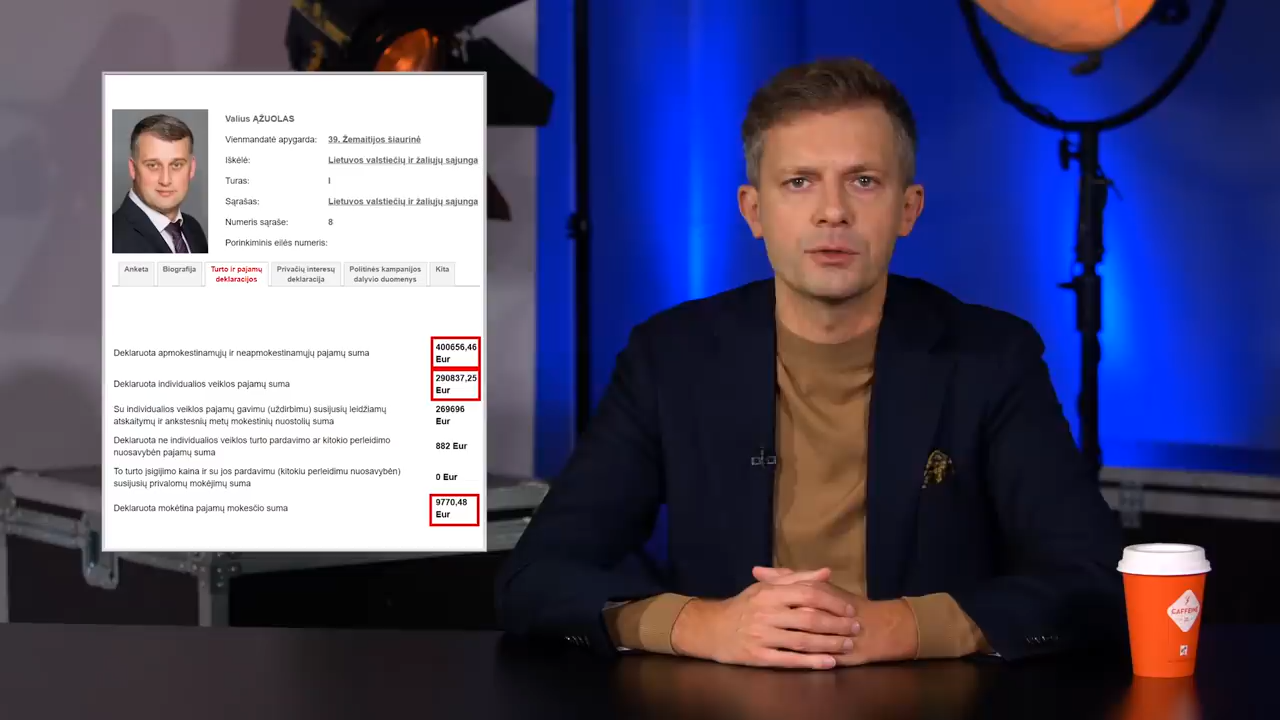 Valius ĄŽUOLAS
Vienmandatė apygarda: 39. Žemaitijos šiaurinė
Iškėlė: Lietuvos valstiečių ir žaliųjų sąjunga
Turas: I
Sąrašas: Lietuvos valstiečių ir žaliųjų sąjunga
Numeris sąraše: 8
Porinkiminis eilės numeris:
Anketa
Biografija
Turto ir pajamų
deklaracijos
Privačių interesų
deklaracija
Politinės kampanijos
dalyvio duomenys
Kita
Deklaruota apmokestinamųjų ir neapmokestinamųjų pajamų suma
400656,46
Eur
Deklaruota individualios veiklos pajamų suma
290837,25
Eur
Su individualios veiklos pajamų gavimu (uždirbimu) susijusių leidžiamų
atskaitymų ir ankstesnių metų mokestinių nuostolių suma
269696
Eur
Deklaruota ne individualios veiklos turto pardavimo ar kitokio perleidimo
nuosavybėn pajamų suma
882 Eur
To turto įsigijimo kaina ir su jos pardavimu (kitokiu perleidimu nuosavybėn)
susijusių privalomų mokėjimų suma
0 Eur
Deklaruota mokėtina pajamų mokesčio suma
9770,48
Eur
CAFFEINE